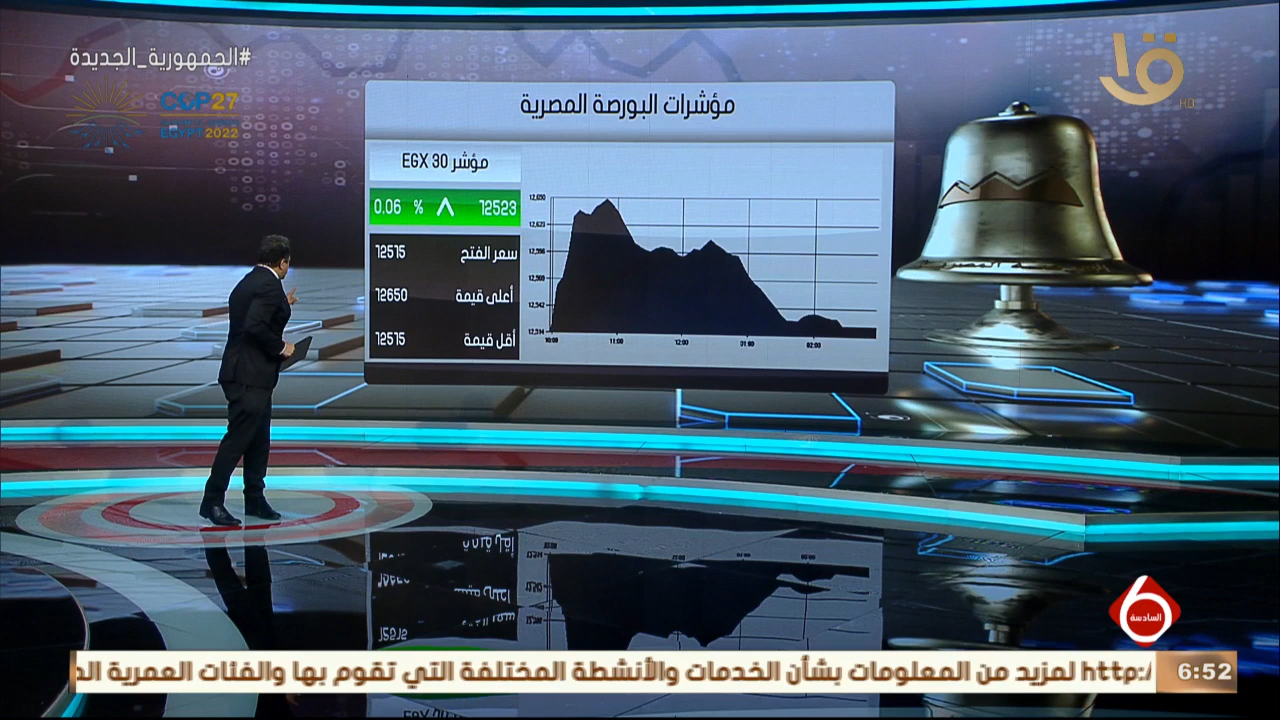 #الجمهورية_الجديدة
COP27
EGYPT 2022
HD
مؤشرات البورصة المصرية
مؤشر EGX 30
12523 % 0.06
سعر الفتح 12515
أعلى قيمة 12650
أقل قيمة 12515
12,650
12,623
12,596
12,569
12,542
12,514
10:00 11:00 12:00 01:00 02:00
السادسة
http:/ لمزيد من المعلومات بشأن الخدمات والأنشطة المختلفة التي تقوم بها والفئات العمرية الم
6:52